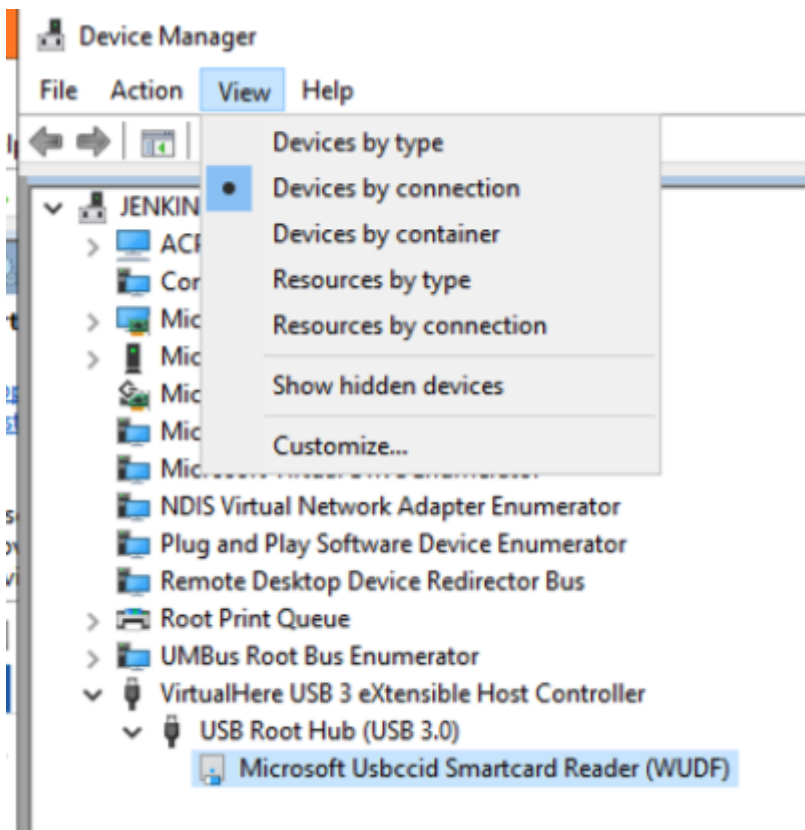 Device Manager
File Action View Help
Devices by type
Devices by connection
Devices by container
Resources by type
Resources by connection
Show hidden devices
Customize...
JENKIN
Cor
Mic
Mic
Mic
Mic
NDIS Virtual Network Adapter Enumerator
Plug and Play Software Device Enumerator
Remote Desktop Device Redirector Bus
Root Print Queue
UMBus Root Bus Enumerator
VirtualHere USB 3 eXtensible Host Controller
USB Root Hub (USB 3.0)
Microsoft Usbccid Smartcard Reader (WUDF)